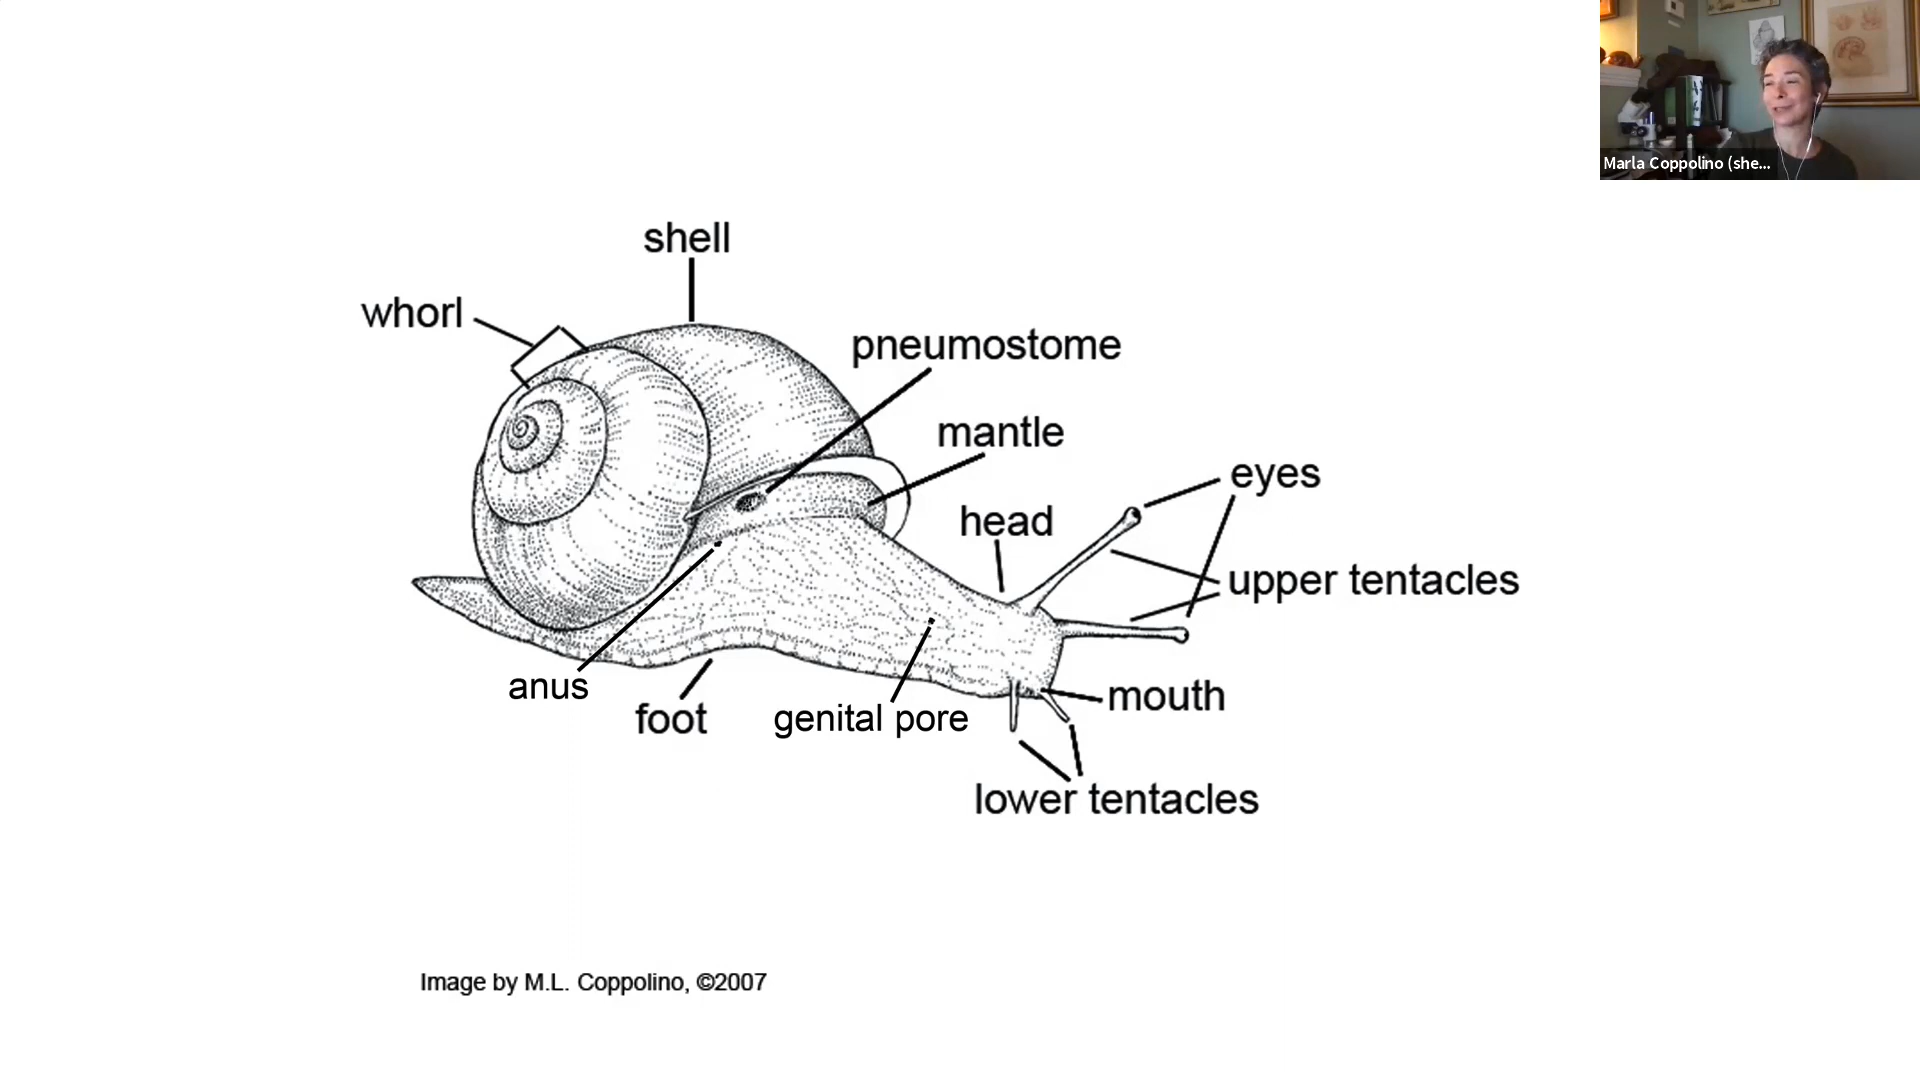 Marla Coppolino (she...
shell
whorl
pneumostome
mantle
eyes
head
upper tentacles
anus
foot
genital pore
mouth
lower tentacles
Image by M.L. Coppolino, ©2007